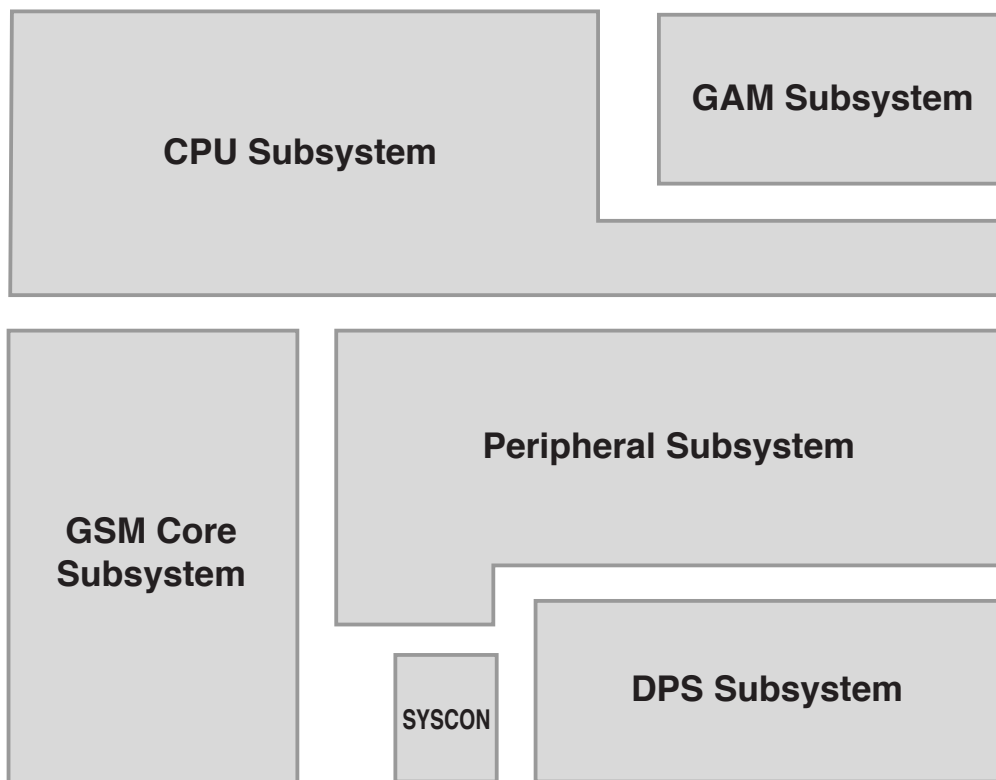 CPU Subsystem
GAM Subsystem
Peripheral Subsystem
GSM Core
Subsystem
DPS Subsystem
SYSCON